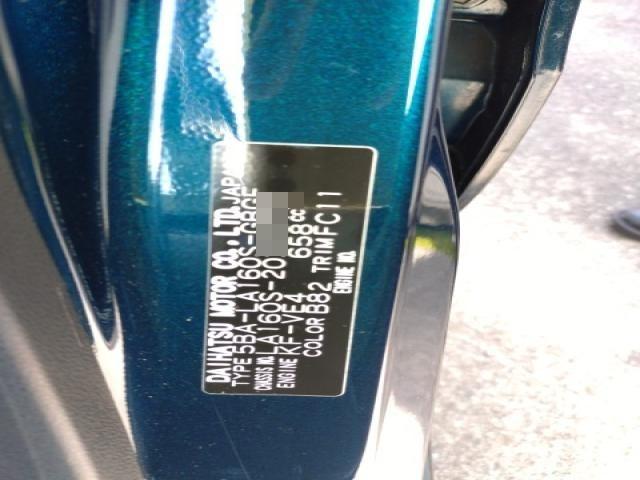 DAIHATSU MOTOR CO., LTD. JAPAN
TYPE 5BA-LA160S-GBGF
CHASSIS NO. LA160S-20
ENGINE KF-VE4 658cc
COLOR B82 TRIM FC11
ENGINE NO.